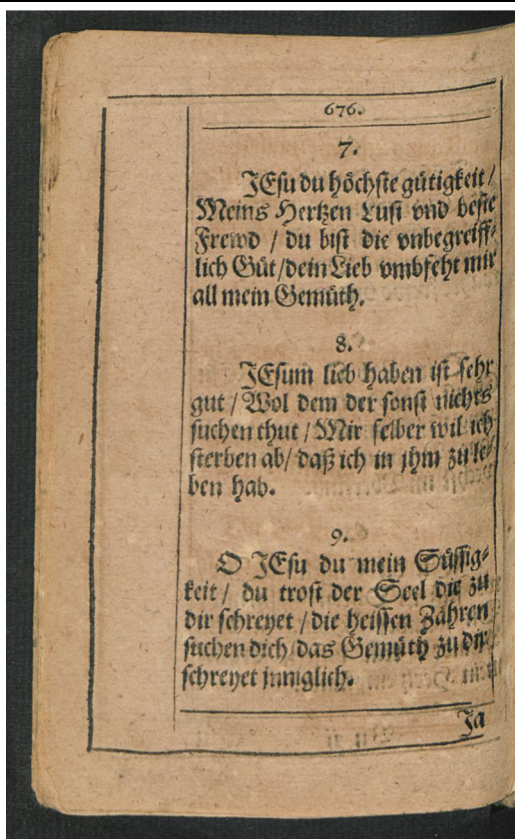 676.
7.
JEsu du höchste gütigkeit /
Meins Hertzen Lust vnd beste
Frewd / du bist die vnbegreiff-
lich Güt / dein Lieb vmbfeht mir
all mein Gemüth.
8.
JEsum lieb haben ist sehr
gut / Wol dem der sonst nichts
suchen thut / Mir selber wil ich
sterben ab / daß ich in jhm zu le-
ben hab.
9.
O JEsu du mein Süssig-
keit / du trost der Seel die zu
dir schreyet / die heissen Zähren
suchen dich / das Gemüth zu dir
schreyet jnniglich.
Ja